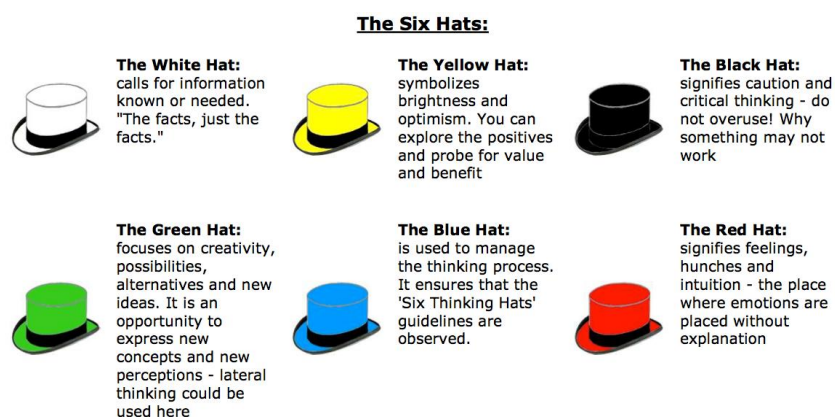 The Six Hats:
The White Hat:
calls for information
known or needed.
"The facts, just the
facts."
The Yellow Hat:
symbolizes
brightness and
optimism. You can
explore the positives
and probe for value
and benefit
The Black Hat:
signifies caution and
critical thinking - do
not overuse! Why
something may not
work
The Green Hat:
focuses on creativity,
possibilities,
alternatives and new
ideas. It is an
opportunity to
express new
concepts and new
perceptions - lateral
thinking could be
used here
The Blue Hat:
is used to manage
the thinking process.
It ensures that the
'Six Thinking Hats'
guidelines are
observed.
The Red Hat:
signifies feelings,
hunches and
intuition - the place
where emotions are
placed without
explanation